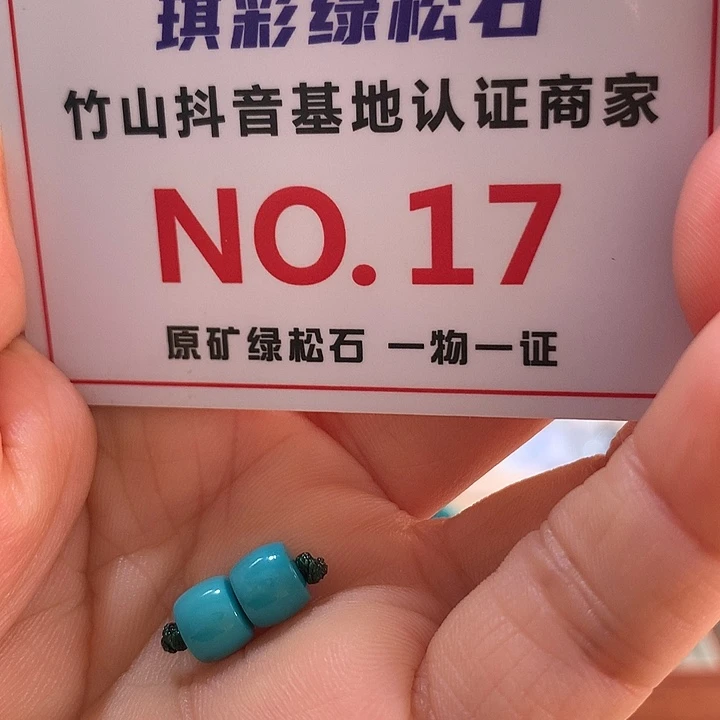 琪彩绿松石
竹山抖音基地认证商家
NO.17
原矿绿松石 一物一证